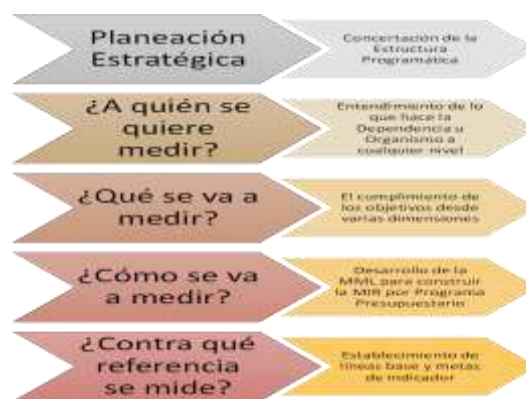 Planeación
Estratégica
Concertación de la
Estructura
Programática
¿A quién se
quiere
medir?
Entendimiento de lo
que hace la
Dependencia u
Organismo a
cualquier nivel
¿Qué se va a
medir?
El cumplimiento de
los objetivos desde
varias dimensiones
¿Cómo se va
a medir?
Desarrollo de la
MML para construir
la MIR por Programa
Presupuestario
¿Contra qué
referencia
se mide?
Establecimiento de
líneas base y metas
de indicador